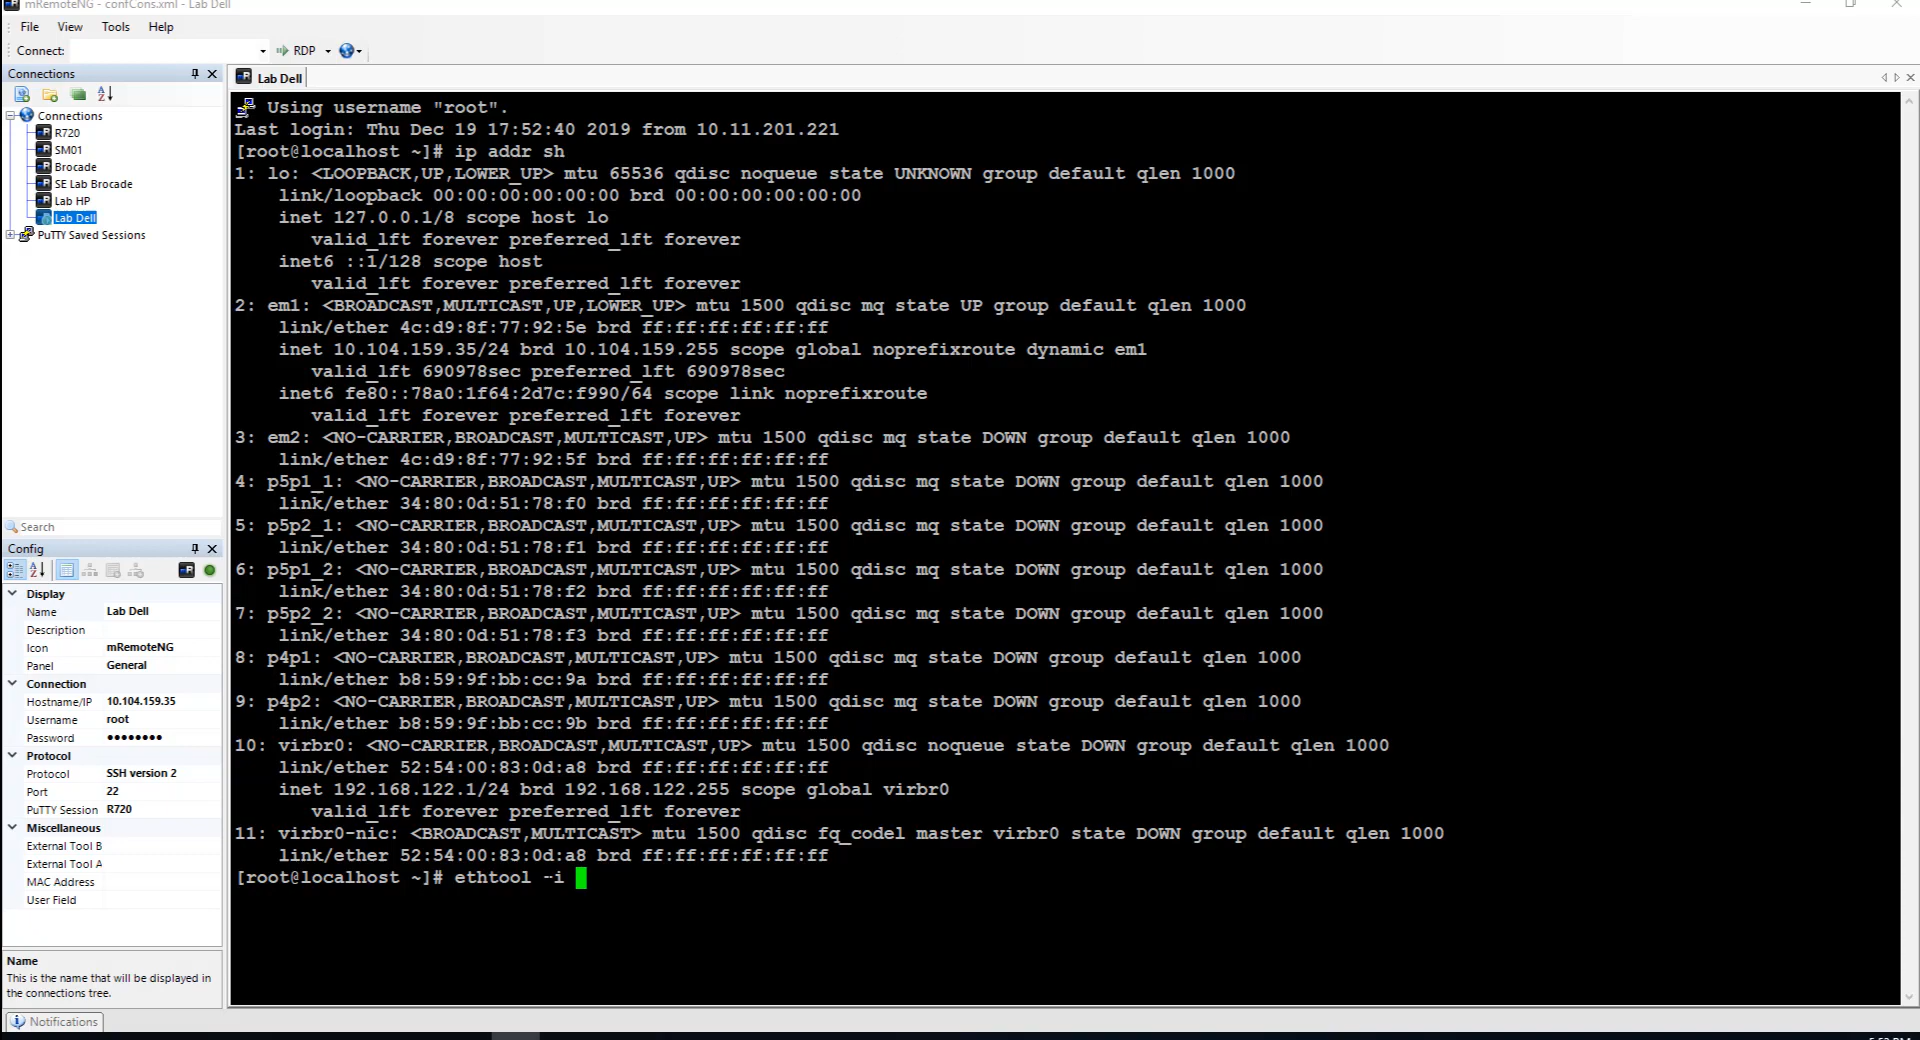 mRemoteNG - confCons.xml - Lab Dell
File View Tools Help
Connect: RDP
Connections
Connections
R720
SM01
Brocade
SE Lab Brocade
Lab HP
Lab Dell
PuTTY Saved Sessions
Search
Config
Display
Name Lab Dell
Description
Icon mRemoteNG
Panel General
Connection
Hostname/IP 10.104.159.35
Username root
Password ●●●●●●●●
Protocol
Protocol SSH version 2
Port 22
PuTTY Session R720
Miscellaneous
External Tool B
External Tool A
MAC Address
User Field
Name
This is the name that will be displayed in
the connections tree.
Notifications
Lab Dell
Using username "root".
Last login: Thu Dec 19 17:52:40 2019 from 10.11.201.221
[root@localhost ~]# ip addr sh
1: lo: <LOOPBACK,UP,LOWER_UP> mtu 65536 qdisc noqueue state UNKNOWN group default qlen 1000
link/loopback 00:00:00:00:00:00 brd 00:00:00:00:00:00
inet 127.0.0.1/8 scope host lo
valid_lft forever preferred_lft forever
inet6 ::1/128 scope host
valid_lft forever preferred_lft forever
2: em1: <BROADCAST,MULTICAST,UP,LOWER_UP> mtu 1500 qdisc mq state UP group default qlen 1000
link/ether 4c:d9:8f:77:92:5e brd ff:ff:ff:ff:ff:ff
inet 10.104.159.35/24 brd 10.104.159.255 scope global noprefixroute dynamic em1
valid_lft 690978sec preferred_lft 690978sec
inet6 fe80::78a0:1f64:2d7c:f990/64 scope link noprefixroute
valid_lft forever preferred_lft forever
3: em2: <NO-CARRIER,BROADCAST,MULTICAST,UP> mtu 1500 qdisc mq state DOWN group default qlen 1000
link/ether 4c:d9:8f:77:92:5f brd ff:ff:ff:ff:ff:ff
4: p5p1_1: <NO-CARRIER,BROADCAST,MULTICAST,UP> mtu 1500 qdisc mq state DOWN group default qlen 1000
link/ether 34:80:0d:51:78:f0 brd ff:ff:ff:ff:ff:ff
5: p5p2_1: <NO-CARRIER,BROADCAST,MULTICAST,UP> mtu 1500 qdisc mq state DOWN group default qlen 1000
link/ether 34:80:0d:51:78:f1 brd ff:ff:ff:ff:ff:ff
6: p5p1_2: <NO-CARRIER,BROADCAST,MULTICAST,UP> mtu 1500 qdisc mq state DOWN group default qlen 1000
link/ether 34:80:0d:51:78:f2 brd ff:ff:ff:ff:ff:ff
7: p5p2_2: <NO-CARRIER,BROADCAST,MULTICAST,UP> mtu 1500 qdisc mq state DOWN group default qlen 1000
link/ether 34:80:0d:51:78:f3 brd ff:ff:ff:ff:ff:ff
8: p4p1: <NO-CARRIER,BROADCAST,MULTICAST,UP> mtu 1500 qdisc mq state DOWN group default qlen 1000
link/ether b8:59:9f:bb:cc:9a brd ff:ff:ff:ff:ff:ff
9: p4p2: <NO-CARRIER,BROADCAST,MULTICAST,UP> mtu 1500 qdisc mq state DOWN group default qlen 1000
link/ether b8:59:9f:bb:cc:9b brd ff:ff:ff:ff:ff:ff
10: virbr0: <NO-CARRIER,BROADCAST,MULTICAST,UP> mtu 1500 qdisc noqueue state DOWN group default qlen 1000
link/ether 52:54:00:83:0d:a8 brd ff:ff:ff:ff:ff:ff
inet 192.168.122.1/24 brd 192.168.122.255 scope global virbr0
valid_lft forever preferred_lft forever
11: virbr0-nic: <BROADCAST,MULTICAST> mtu 1500 qdisc fq_codel master virbr0 state DOWN group default qlen 1000
link/ether 52:54:00:83:0d:a8 brd ff:ff:ff:ff:ff:ff
[root@localhost ~]# ethtool -i